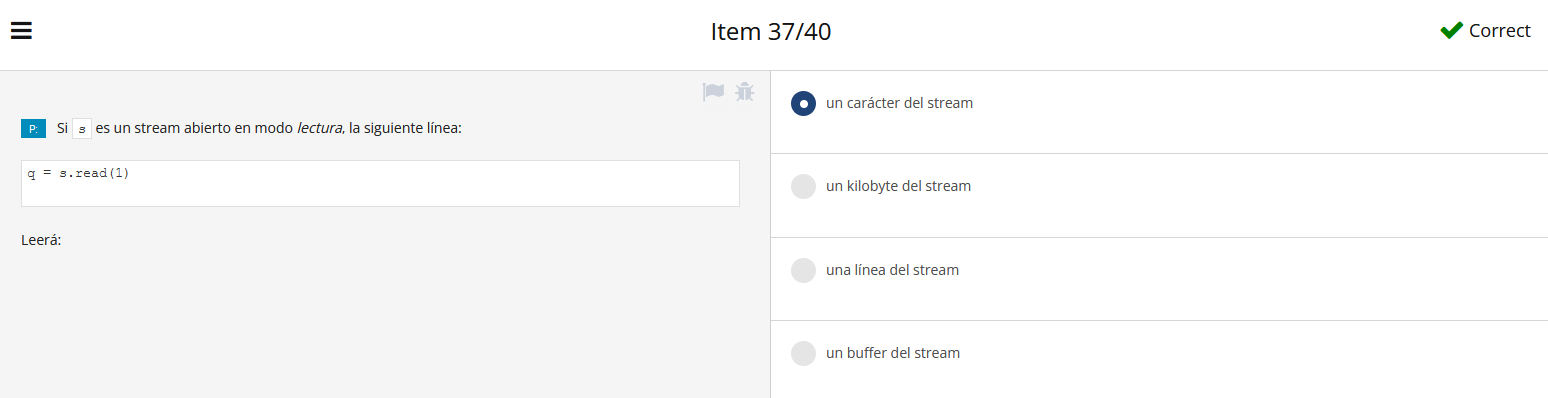 Item 37/40
Correct
P: Si s es un stream abierto en modo lectura, la siguiente línea:
q = s.read(1)
Leerá:
un carácter del stream
un kilobyte del stream
una línea del stream
un buffer del stream